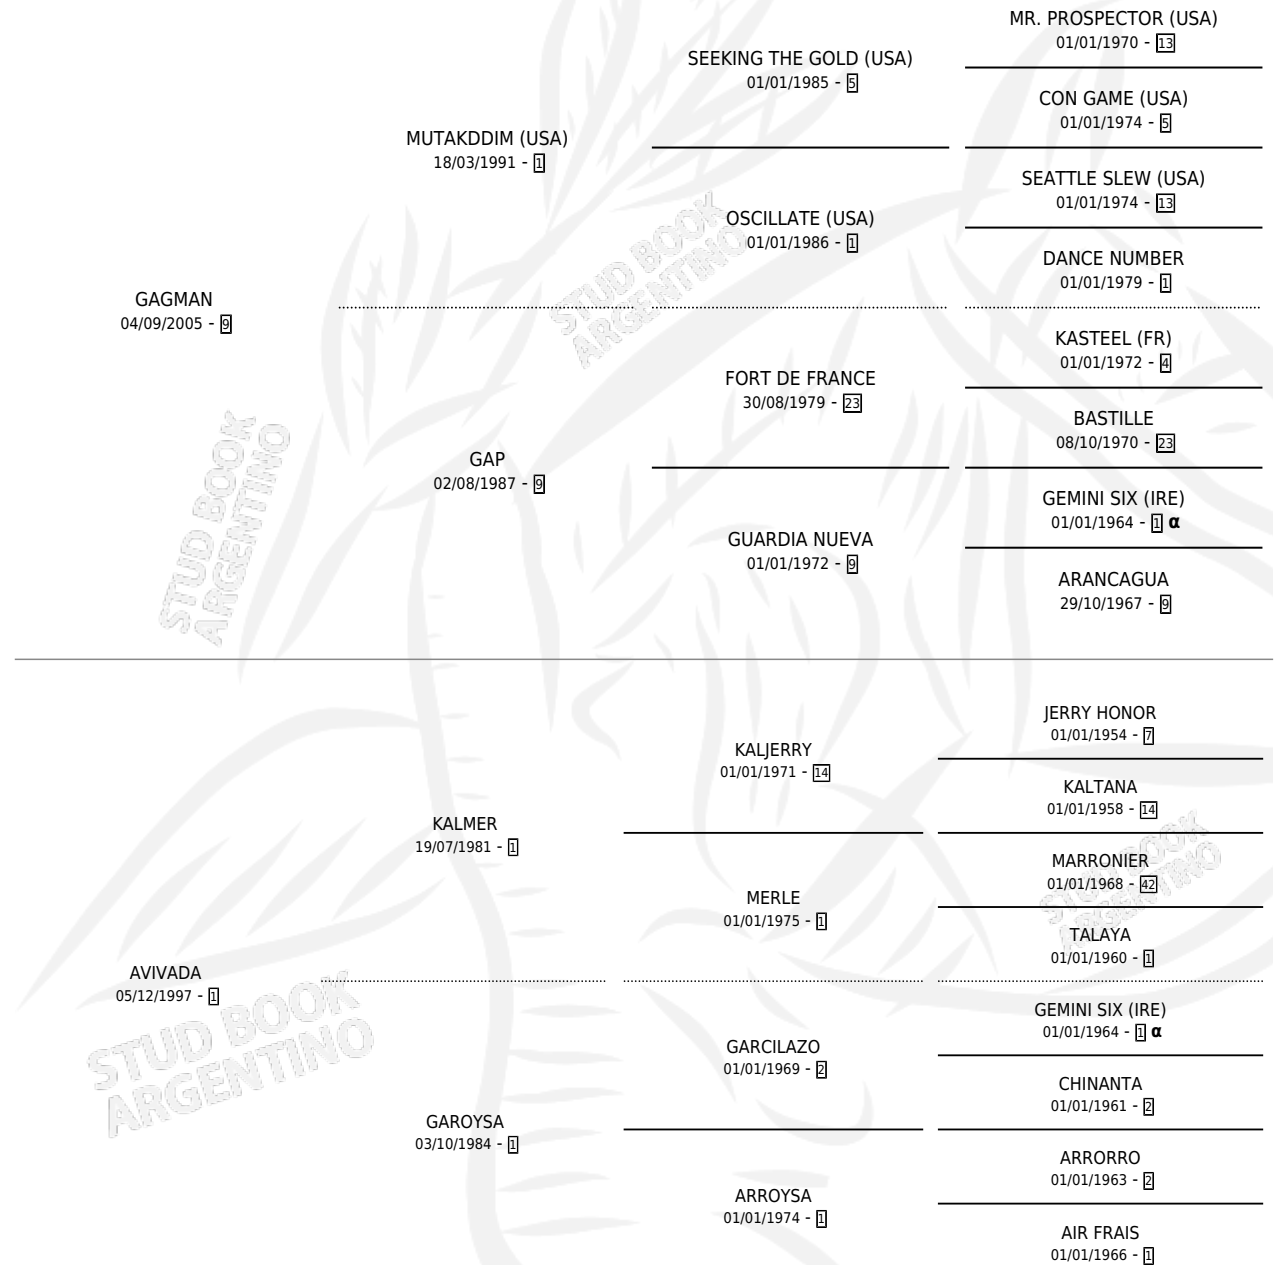 MR. PROSPECTOR (USA)
01/01/1970 - 13
SEEKING THE GOLD (USA)
01/01/1985 - 5
CON GAME (USA)
01/01/1974 - 5
MUTAKDDIM (USA)
18/03/1991 - 1
SEATTLE SLEW (USA)
01/01/1974 - 13
OSCILLATE (USA)
01/01/1986 - 1
DANCE NUMBER
01/01/1979 - 1
GAGMAN
04/09/2005 - 9
KASTEEL (FR)
01/01/1972 - 4
FORT DE FRANCE
30/08/1979 - 23
BASTILLE
08/10/1970 - 23
GAP
02/08/1987 - 9
GEMINI SIX (IRE)
01/01/1964 - 1 α
GUARDIA NUEVA
01/01/1972 - 9
ARANCAGUA
29/10/1967 - 9
JERRY HONOR
01/01/1954 - 7
KALJERRY
01/01/1971 - 14
KALTANA
01/01/1958 - 14
KALMER
19/07/1981 - 1
MARRONIER
01/01/1968 - 42
MERLE
01/01/1975 - 1
TALAYA
01/01/1960 - 1
AVIVADA
05/12/1997 - 1
GEMINI SIX (IRE)
01/01/1964 - 1 α
GARCILAZO
01/01/1969 - 2
CHINANTA
01/01/1961 - 2
GAROYSA
03/10/1984 - 1
ARRORRO
01/01/1963 - 2
ARROYSA
01/01/1974 - 1
AIR FRAIS
01/01/1966 - 1
STUD BOOK
ARGENTINO
STUD BOOK
ARGENTINO
STUD BOOK
ARGENTINO
STUD BOOK
ARGENTINO